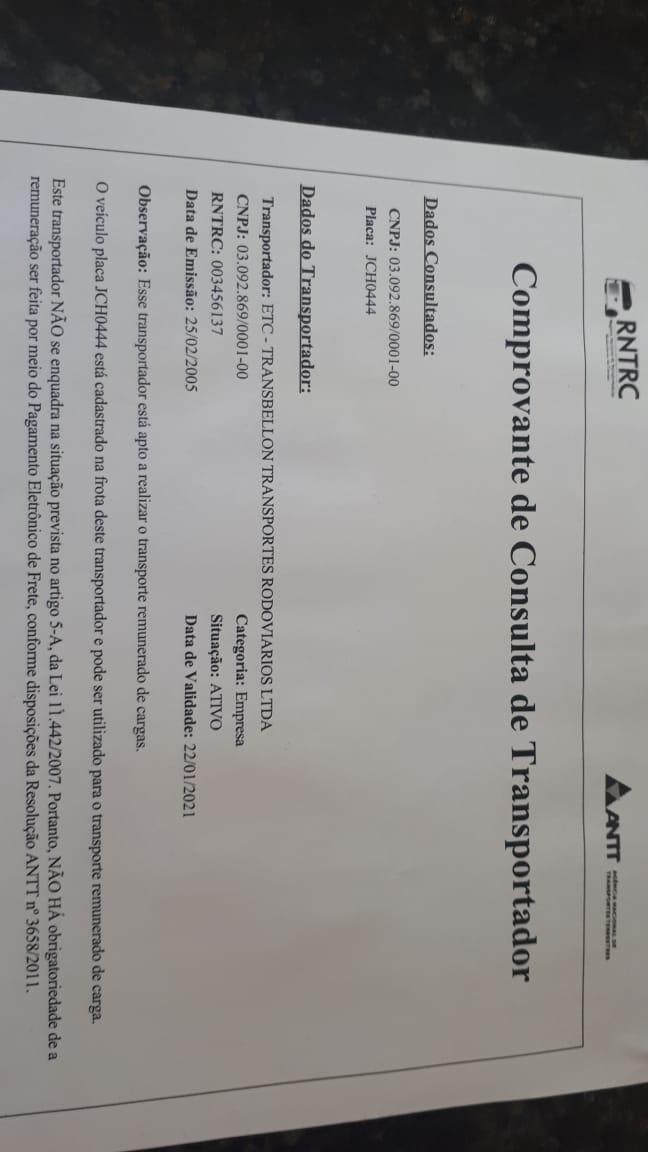 RNTRC
ANTT AGÊNCIA NACIONAL DE
TRANSPORTES TERRESTRES
Comprovante de Consulta de Transportador
Dados Consultados:
CNPJ: 03.092.869/0001-00
Placa: JCH0444
Dados do Transportador:
Transportador: ETC - TRANSBELLON TRANSPORTES RODOVIARIOS LTDA
CNPJ: 03.092.869/0001-00 Categoria: Empresa
RNTRC: 003456137 Situação: ATIVO
Data de Emissão: 25/02/2005 Data de Validade: 22/01/2021
Observação: Esse transportador está apto a realizar o transporte remunerado de cargas.
O veículo placa JCH0444 está cadastrado na frota deste transportador e pode ser utilizado para o transporte remunerado de carga.
Este transportador NÃO se enquadra na situação prevista no artigo 5-A, da Lei 11.442/2007. Portanto, NÃO HÁ obrigatoriedade de a
remuneração ser feita por meio do Pagamento Eletrônico de Frete, conforme disposições da Resolução ANTT nº 3658/2011.